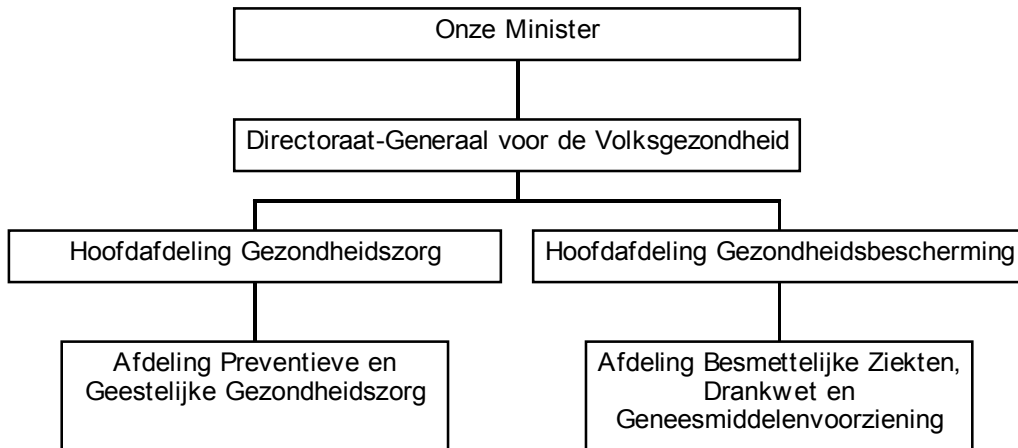 Onze Minister
Directoraat-Generaal voor de Volksgezondheid
Hoofdafdeling Gezondheidszorg
Hoofdafdeling Gezondheidsbescherming
Afdeling Preventieve en
Geestelijke Gezondheidszorg
Afdeling Besmettelijke Ziekten,
Drankwet en
Geneesmiddelenvoorziening